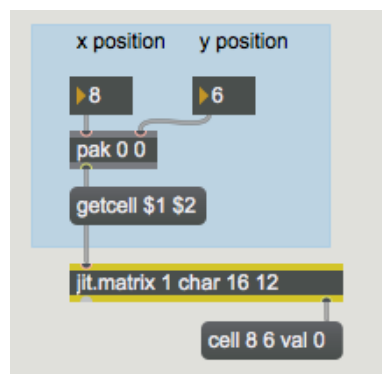 x position y position
8 6
pak 0 0
getcell $1 $2
jit.matrix 1 char 16 12
cell 8 6 val 0